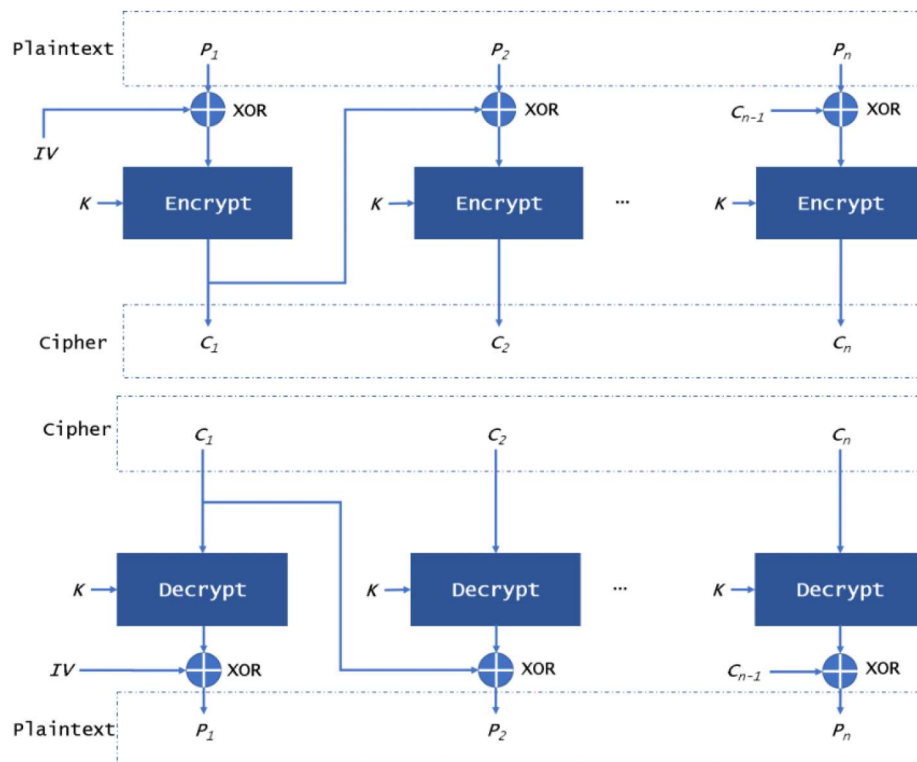 Plaintext P₁ P₂ Pₙ
XOR XOR Cₙ₋₁ XOR
IV
K Encrypt K Encrypt ... K Encrypt
Cipher C₁ C₂ Cₙ
Cipher C₁ C₂ Cₙ
K Decrypt K Decrypt ... K Decrypt
IV XOR XOR Cₙ₋₁ XOR
Plaintext P₁ P₂ Pₙ